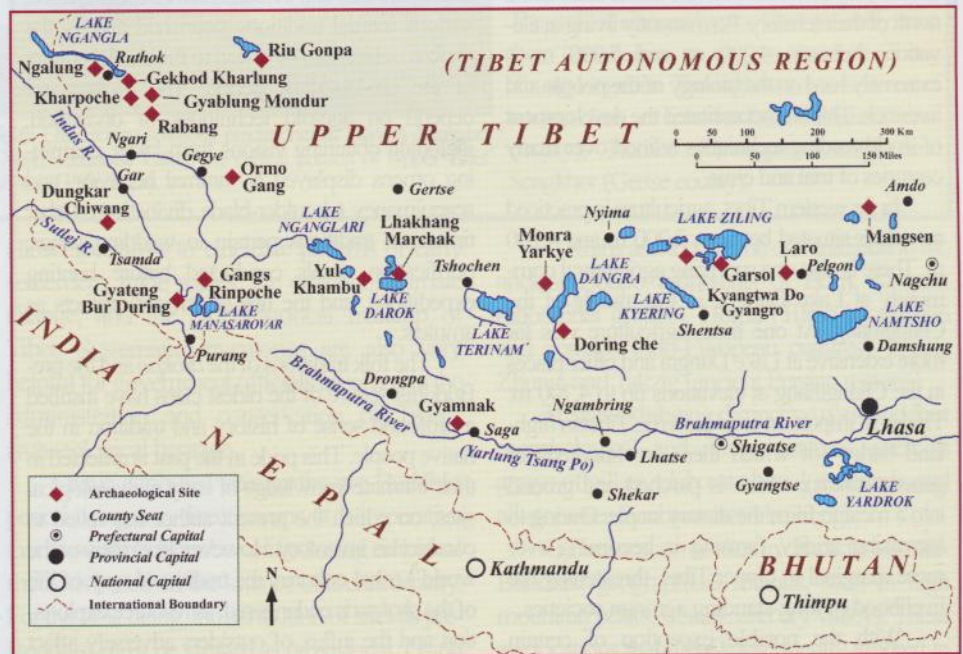 LAKE
NGANGLA
Ruthok
Riu Gonpa
Ngalung
Gekhod Kharlung
Kharpoche
Gyablung Mondur
Rabang
(TIBET AUTONOMOUS REGION)
UPPER TIBET
0 50 100 200 300 Km
0 50 150 Miles
Indus R.
Ngari
Gar
Gegye
Ormo
Gang
Dungkar
Chiwang
Gertse
Amdo
LAKE
NGANGLARI
Lhakhang
Marchak
Nyima
LAKE ZILING
Mangsen
Monra
Yarkye
Sutlej R.
Tsamda
Yul
Khambu
Tshochen
LAKE
DANGRA
Garsol
Laro
Pelgon
Nagchu
Gyateng
Bur During
Gangs
Rinpoche
LAKE
DAROK
LAKE
KYERING
Kyangtwa Do
Gyangro
LAKE
MANASAROVAR
LAKE
TERINAM
Shentsa
LAKE
NAMTSHO
INDIA
Purang
Doring che
Damshung
Brahmaputra River
Drongpa
Gyamnak
Saga
Ngambring
Brahmaputra River
Lhasa
(Yarlung Tsang Po)
Lhatse
Shigatse
Gyangtse
LAKE
YARDROK
NEPAL
Shekar
Archaeological Site
County Seat
Prefectural Capital
Provincial Capital
National Capital
International Boundary
N
Kathmandu
BHUTAN
Thimpu